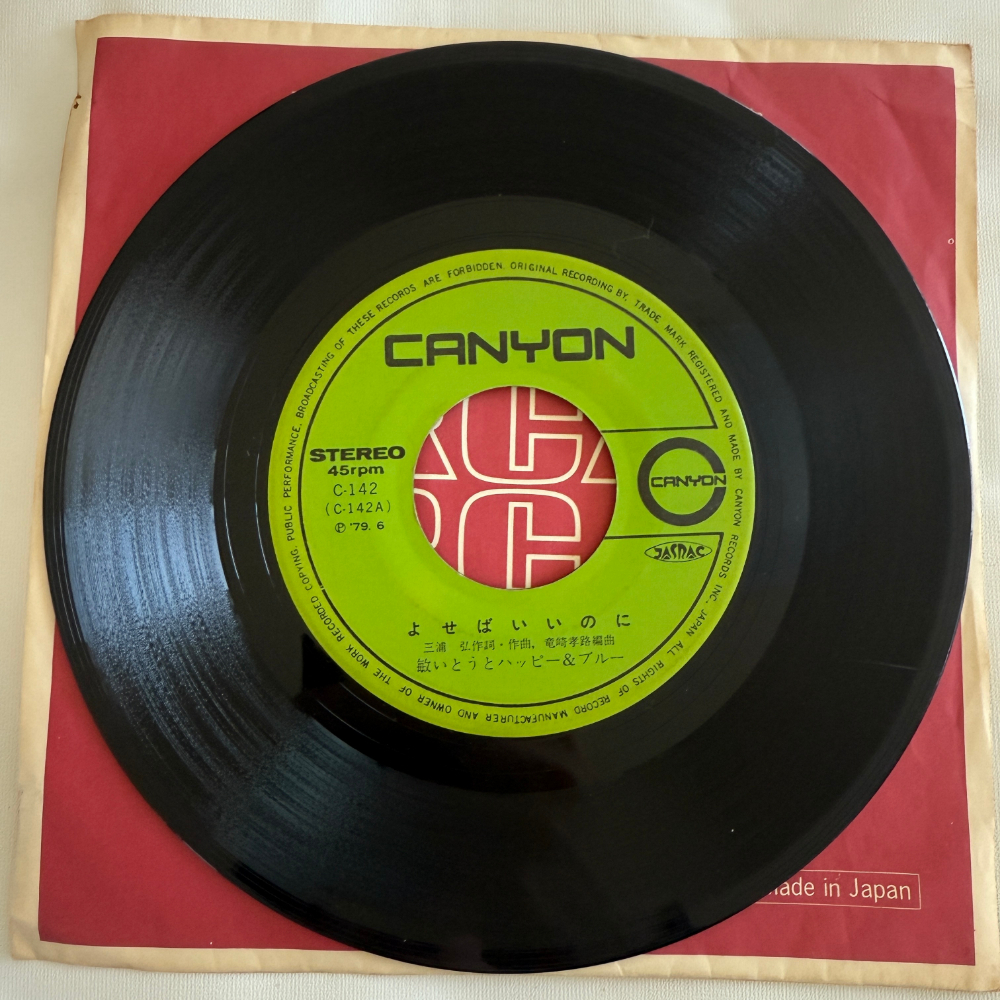 CANYON
STEREO
45rpm
C-142
(C-142A)
Ⓟ '79. 6
CANYON
JASRAC
よせばいいのに
三浦 弘作詞・作曲, 竜崎孝路編曲
敏いとうとハッピー&ブルー
ORIGINAL RECORDING BY, TRADE MARK REGISTERED AND MADE BY CANYON RECORDS INC. JAPAN ALL RIGHTS OF RECORD MANUFACTURER AND OWNER OF THE WORK RECORDED COPYING, PUBLIC PERFORMANCE, BROADCASTING OF THESE RECORDS ARE FORBIDDEN.
in Japan